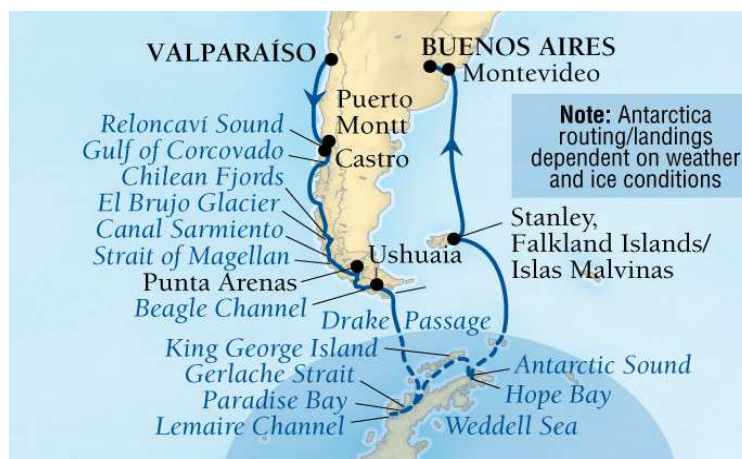 VALPARAÍSO
BUENOS AIRES
Montevideo
Puerto
Montt
Note: Antarctica
routing/landings
dependent on weather
and ice conditions
Reloncaví Sound
Gulf of Corcovado
Castro
Chilean Fjords
El Brujo Glacier
Canal Sarmiento
Strait of Magellan
Ushuaia
Stanley,
Falkland Islands/
Islas Malvinas
Punta Arenas
Beagle Channel
Drake Passage
King George Island
Gerlache Strait
Antarctic Sound
Paradise Bay
Hope Bay
Lemaire Channel
Weddell Sea